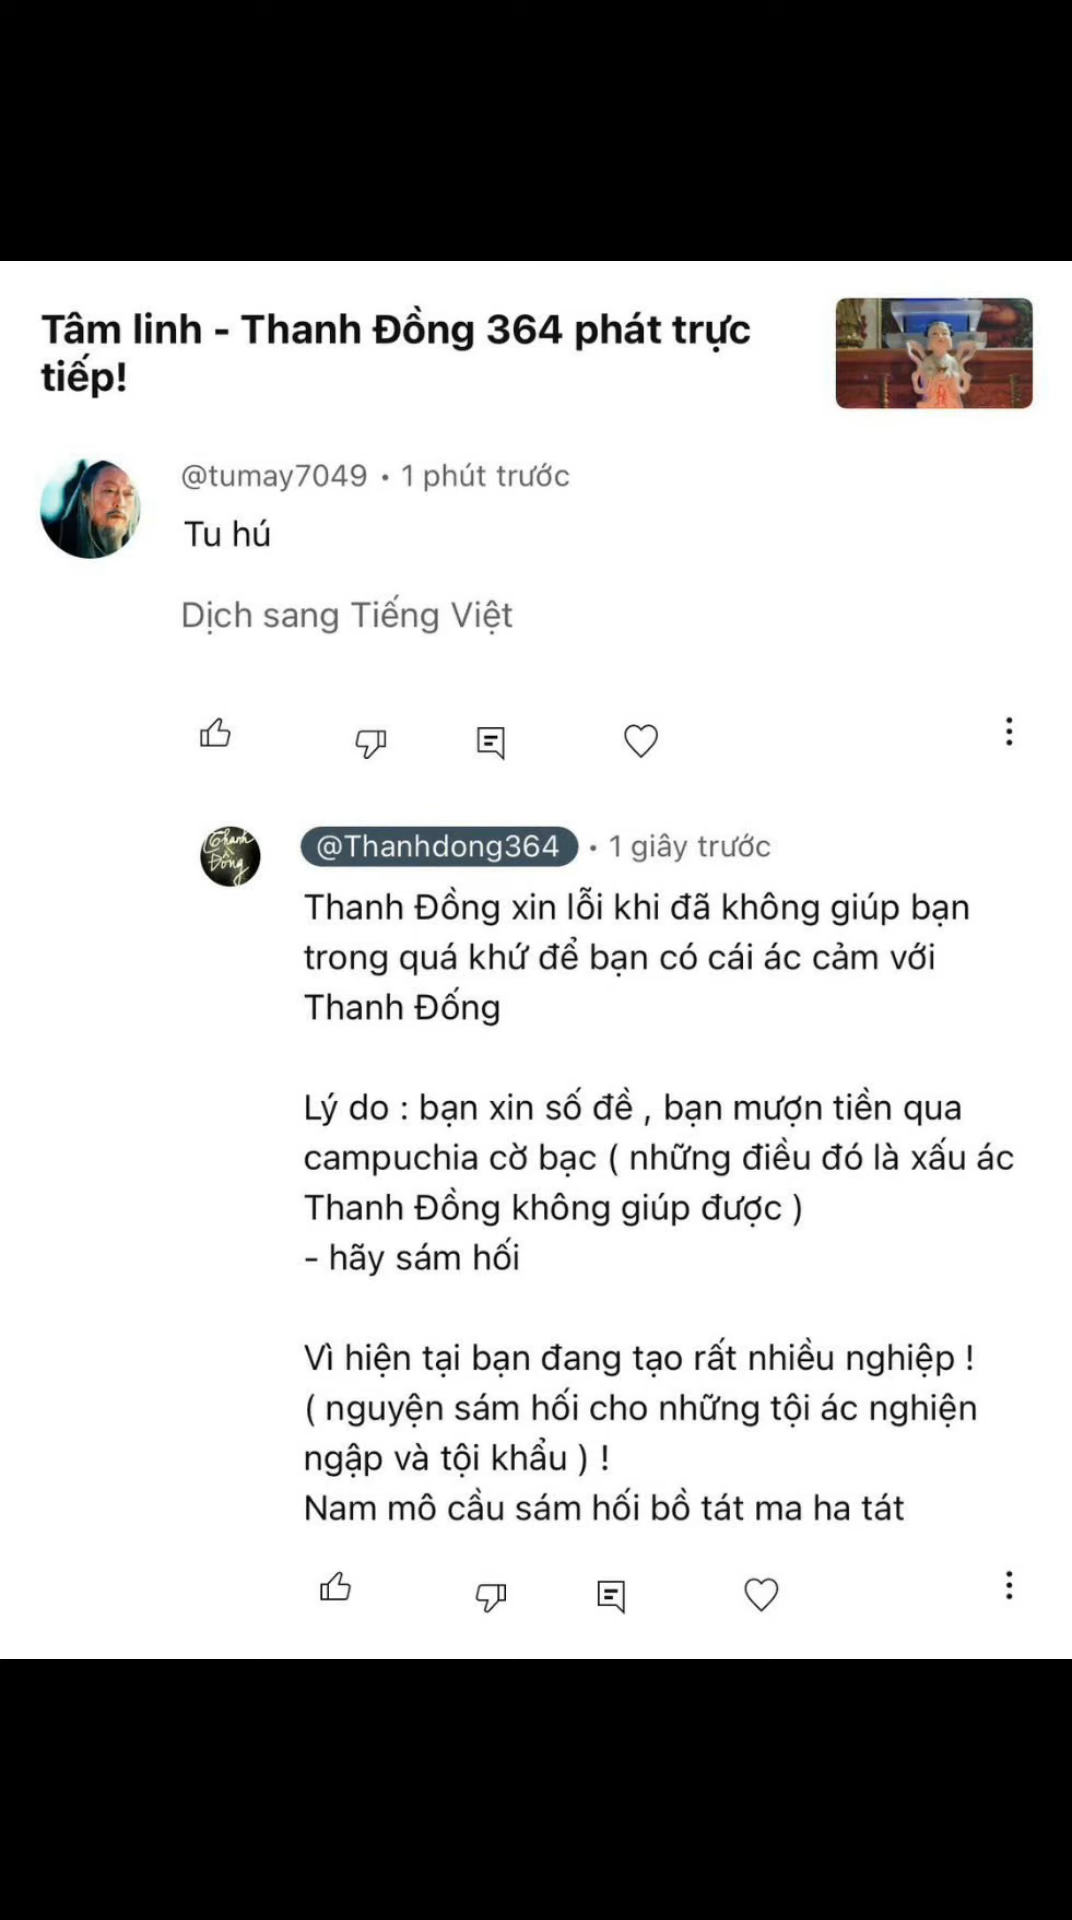 Tâm linh - Thanh Đồng 364 phát trực
tiếp!
@tumay7049 • 1 phút trước
Tu hú
Dịch sang Tiếng Việt
Thanh Đồng
@Thanhdong364 • 1 giây trước
Thanh Đồng xin lỗi khi đã không giúp bạn
trong quá khứ để bạn có cái ác cảm với
Thanh Đống
Lý do : bạn xin số đề , bạn mượn tiền qua
campuchia cờ bạc ( những điều đó là xấu ác
Thanh Đồng không giúp được )
- hãy sám hối
Vì hiện tại bạn đang tạo rất nhiều nghiệp !
( nguyện sám hối cho những tội ác nghiện
ngập và tội khẩu ) !
Nam mô cầu sám hối bồ tát ma ha tát